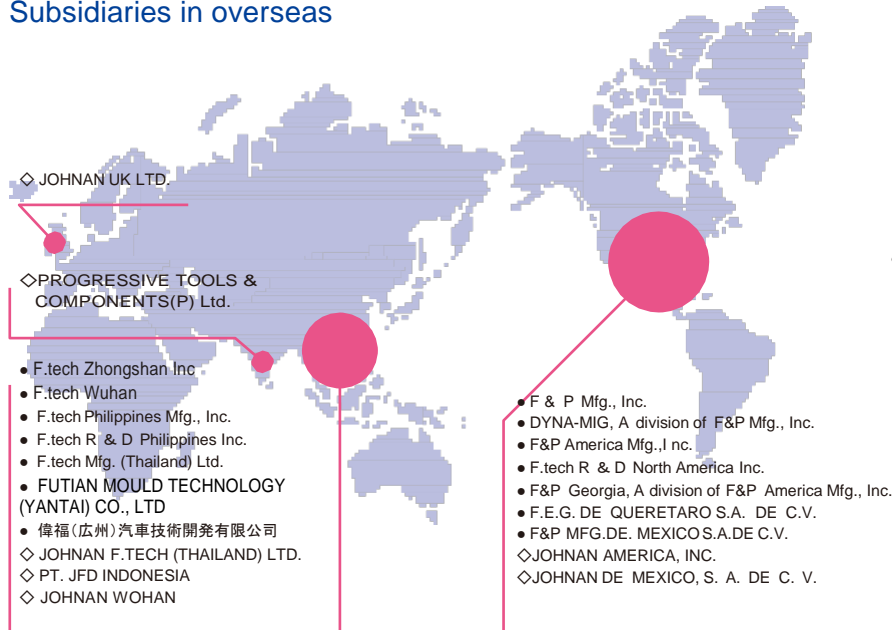 Subsidiaries in overseas
◇ JOHNAN UK LTD.
◇PROGRESSIVE TOOLS &
COMPONENTS(P) Ltd.
● F.tech Zhongshan Inc
● F.tech Wuhan
● F.tech Philippines Mfg., Inc.
● F.tech R & D Philippines Inc.
● F.tech Mfg. (Thailand) Ltd.
● FUTIAN MOULD TECHNOLOGY
(YANTAI) CO., LTD
● 偉福(広州)汽車技術開発有限公司
◇ JOHNAN F.TECH (THAILAND) LTD.
◇ PT. JFD INDONESIA
◇ JOHNAN WOHAN
● F & P Mfg., Inc.
● DYNA-MIG, A division of F&P Mfg., Inc.
● F&P America Mfg.,I nc.
● F.tech R & D North America Inc.
● F&P Georgia, A division of F&P America Mfg., Inc.
● F.E.G. DE QUERETARO S.A. DE C.V.
● F&P MFG.DE. MEXICO S.A.DE C.V.
◇JOHNAN AMERICA, INC.
◇JOHNAN DE MEXICO, S. A. DE C. V.